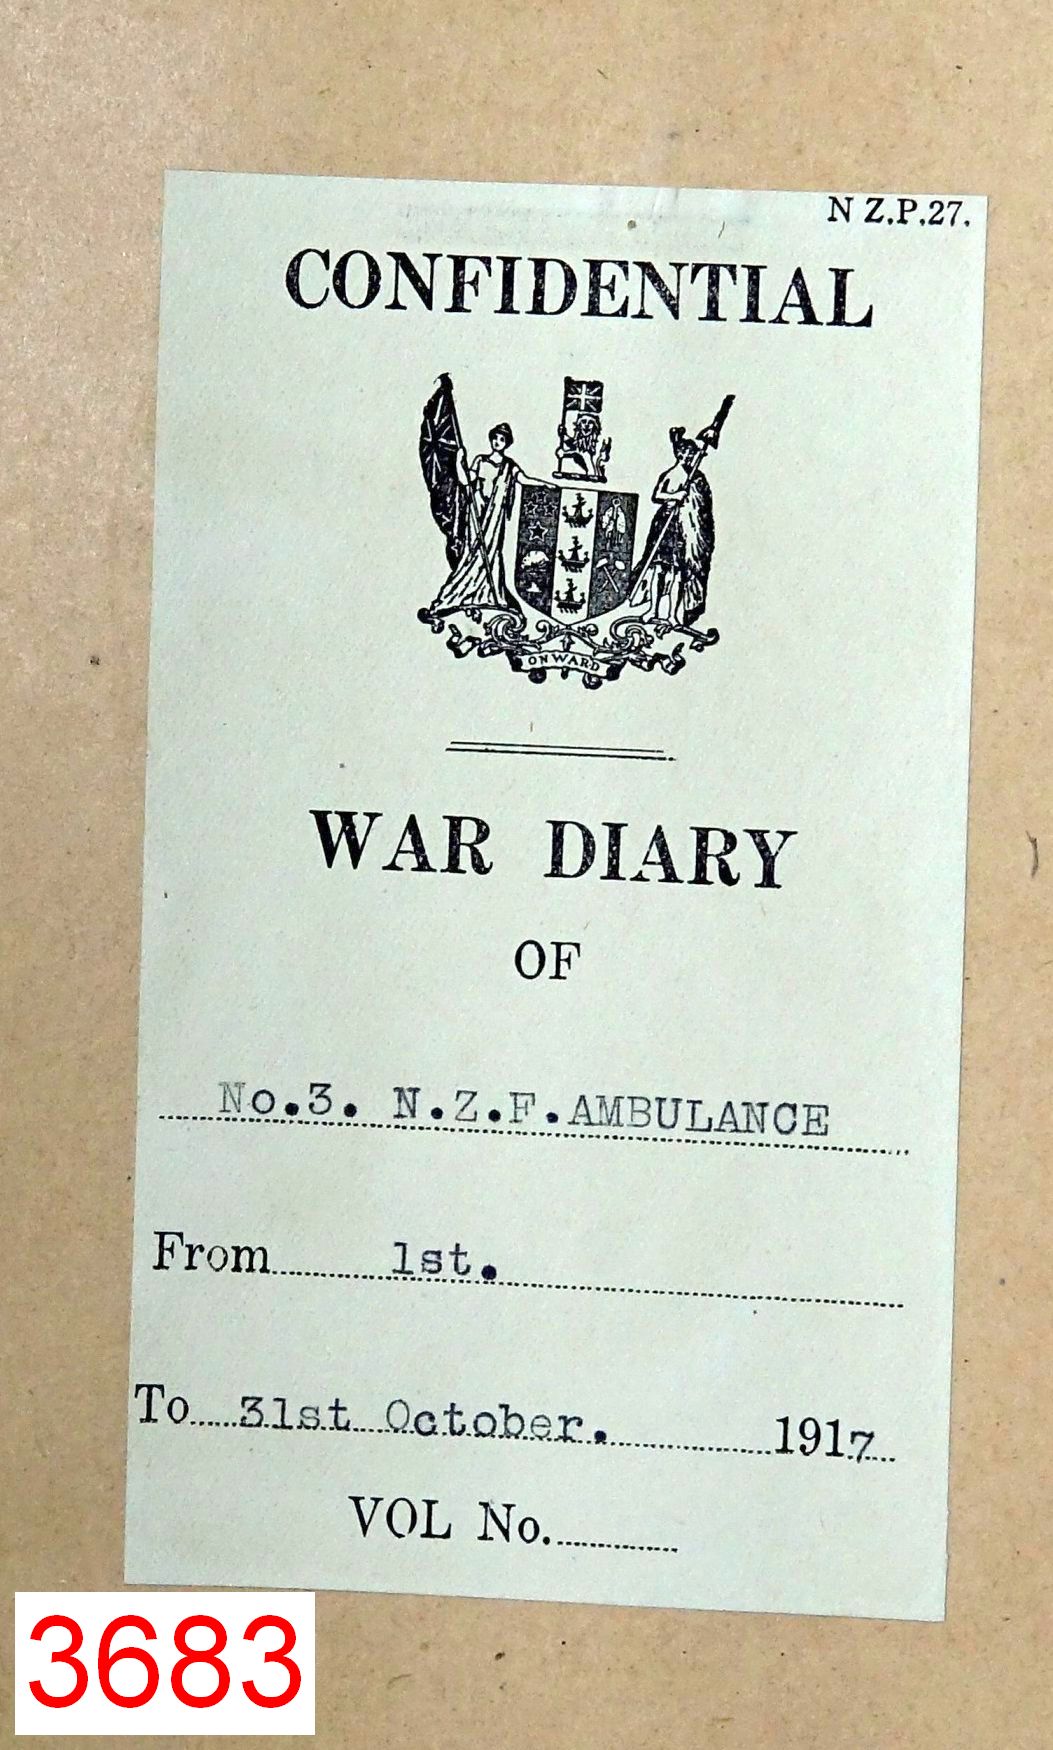 N Z.P.27.
CONFIDENTIAL
ONWARD
WAR DIARY
OF
No.3. N.Z.F.AMBULANCE
From 1st.
To 31st October. 1917
VOL No.
3683